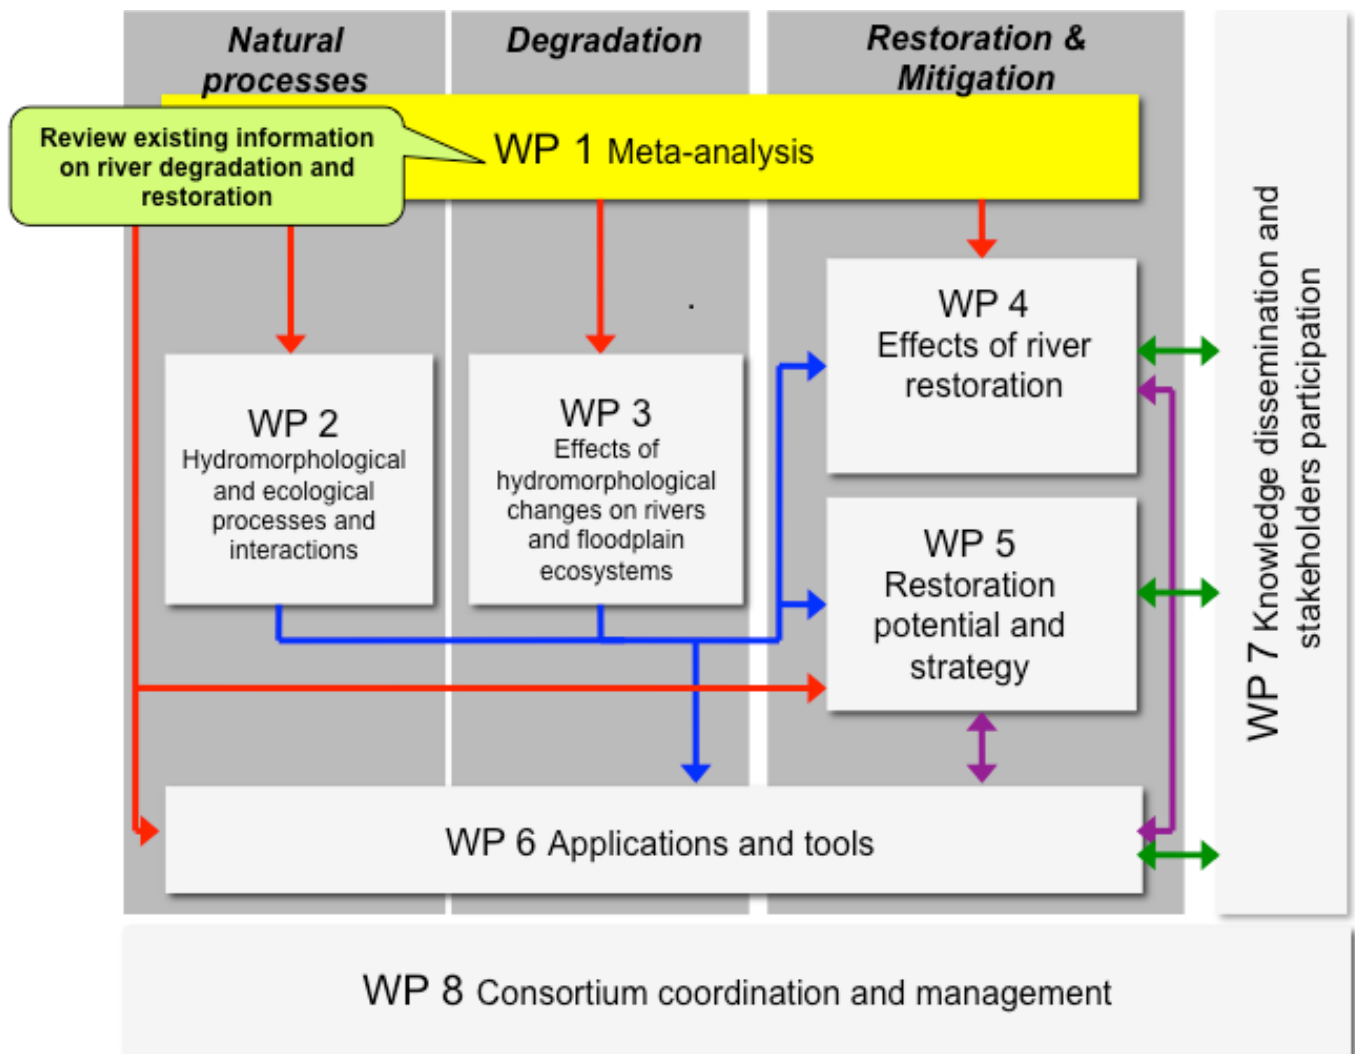 Natural
processes
Degradation
Restoration &
Mitigation
Review existing information
on river degradation and
restoration
WP 1 Meta-analysis
WP 2
Hydromorphological
and ecological
processes and
interactions
WP 3
Effects of
hydromorphological
changes on rivers
and floodplain
ecosystems
WP 4
Effects of river
restoration
WP 5
Restoration
potential and
strategy
WP 6 Applications and tools
WP 7 Knowledge dissemination and
stakeholders participation
WP 8 Consortium coordination and management